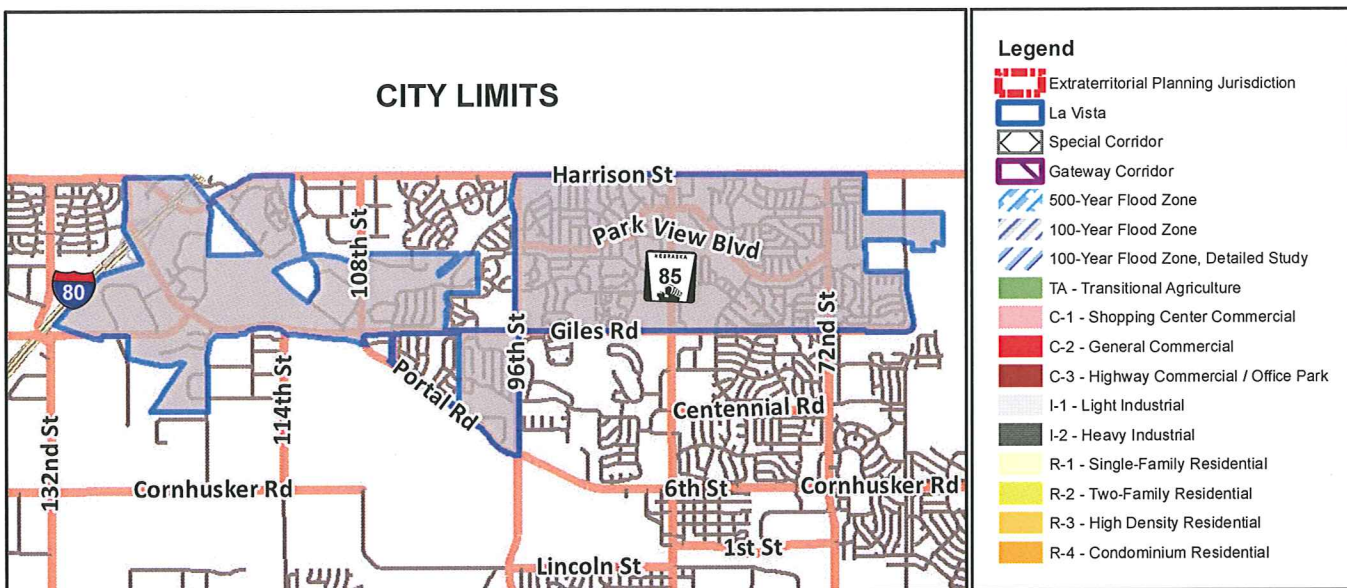 CITY LIMITS
Harrison St
Park View Blvd
108th St
NEBRASKA
85
80
72nd St
Giles Rd
96th St
Portal Rd
114th St
132nd St
Centennial Rd
Cornhusker Rd
6th St
Cornhusker Rd
1st St
Lincoln St
Legend
Extraterritorial Planning Jurisdiction
La Vista
Special Corridor
Gateway Corridor
500-Year Flood Zone
100-Year Flood Zone
100-Year Flood Zone, Detailed Study
TA - Transitional Agriculture
C-1 - Shopping Center Commercial
C-2 - General Commercial
C-3 - Highway Commercial / Office Park
I-1 - Light Industrial
I-2 - Heavy Industrial
R-1 - Single-Family Residential
R-2 - Two-Family Residential
R-3 - High Density Residential
R-4 - Condominium Residential